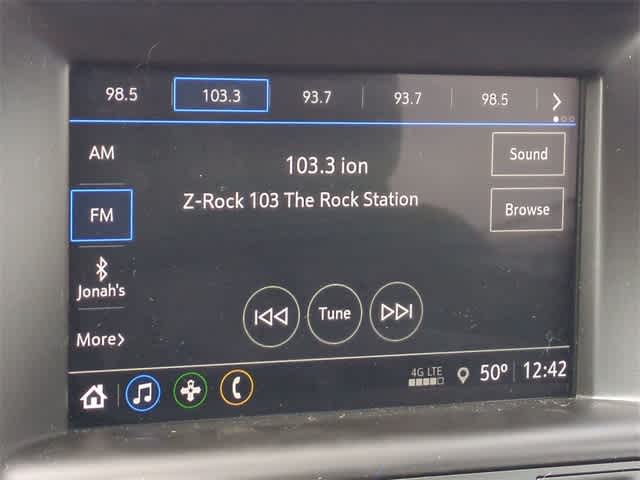 98.5 103.3 93.7 93.7 98.5
AM
103.3 ion
Sound
Z-Rock 103 The Rock Station
FM
Browse
Jonah's
Tune
More
4G LTE
50° 12:42